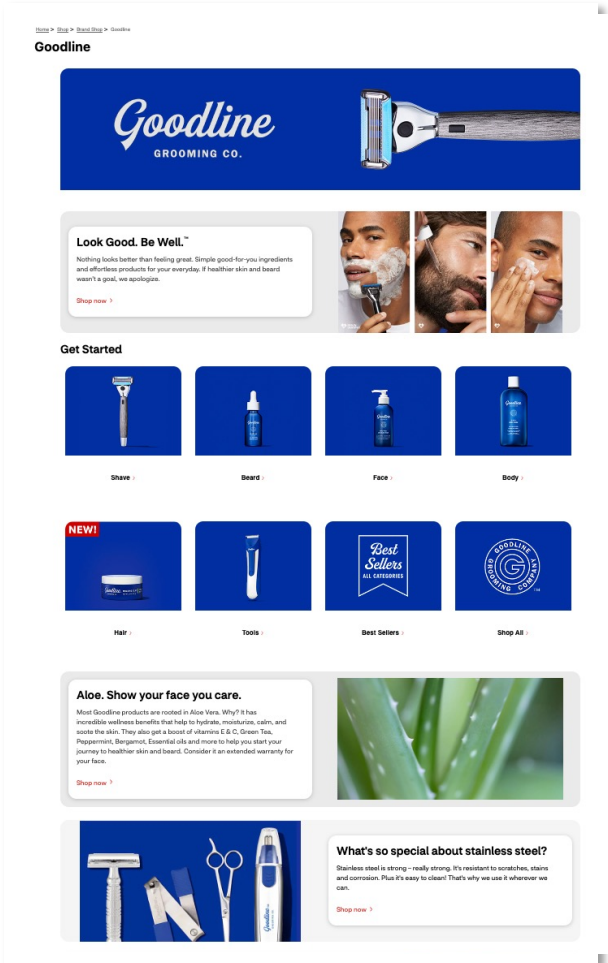 Home > Shop > Brand Shop > Goodline
Goodline
Goodline
GROOMING CO.
Look Good. Be Well.™
Nothing looks better than feeling great. Simple good-for-you ingredients
and effortless products for your everyday. If healthier skin and beard
wasn't a goal, we apologize.
Shop now >
Get Started
Goodline
Goodline
Goodline
Shave >
Beard >
Face >
Body >
NEW!
Goodline
Best
Sellers
ALL CATEGORIES
GOODLINE
GROOMING COMPANY
G
TM
Hair >
Tools >
Best Sellers >
Shop All >
Aloe. Show your face you care.
Most Goodline products are rooted in Aloe Vera. Why? It has
incredible wellness benefits that help to hydrate, moisturize, calm, and
soote the skin. They also get a boost of vitamins E & C, Green Tea,
Peppermint, Bergamot, Essential oils and more to help you start your
journey to healthier skin and beard. Consider it an extended warranty for
your face.
Shop now >
Goodline
What's so special about stainless steel?
Stainless steel is strong – really strong. It's resistant to scratches, stains
and corrosion. Plus it's easy to clean! That's why we use it wherever we
can.
Shop now >